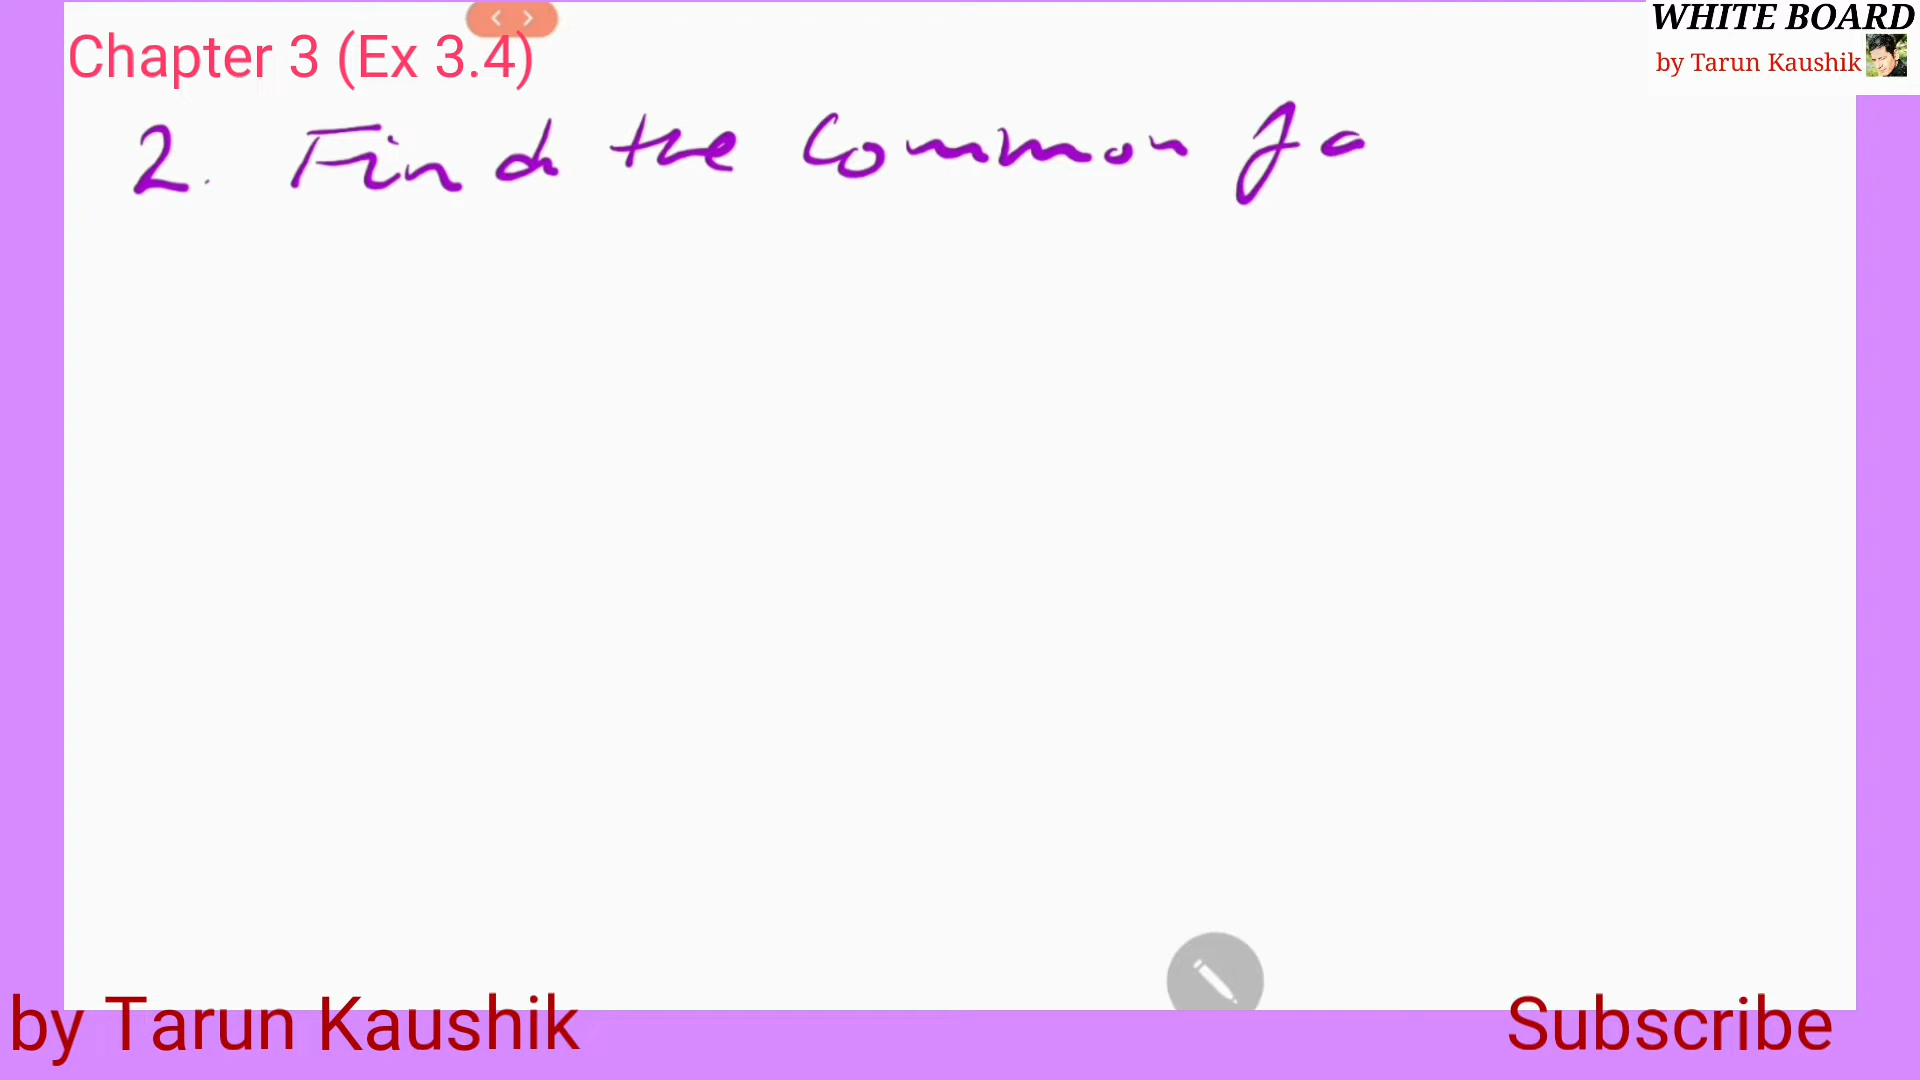 WHITE BOARD
Chapter 3 (Ex 3.4)
by Tarun Kaushik
2. Find the Common fa
by Tarun Kaushik
Subscribe